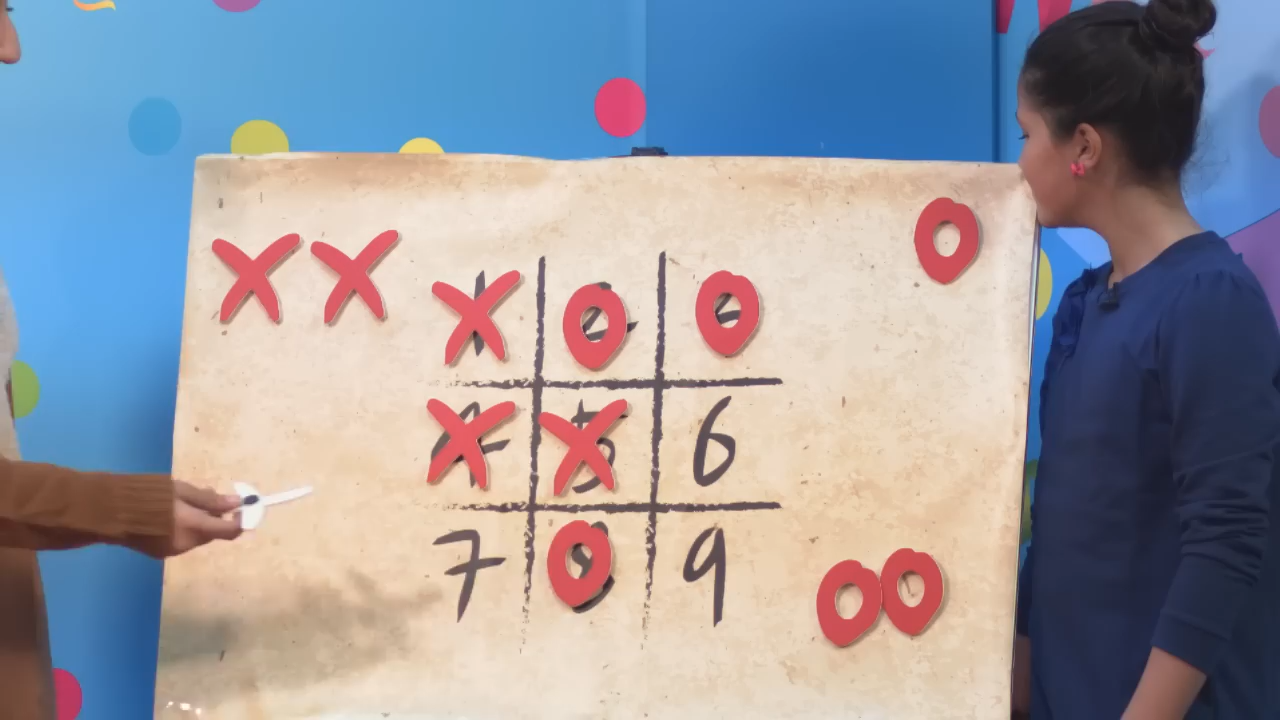 X X O
X O O
X X 6
7 O 9
O O